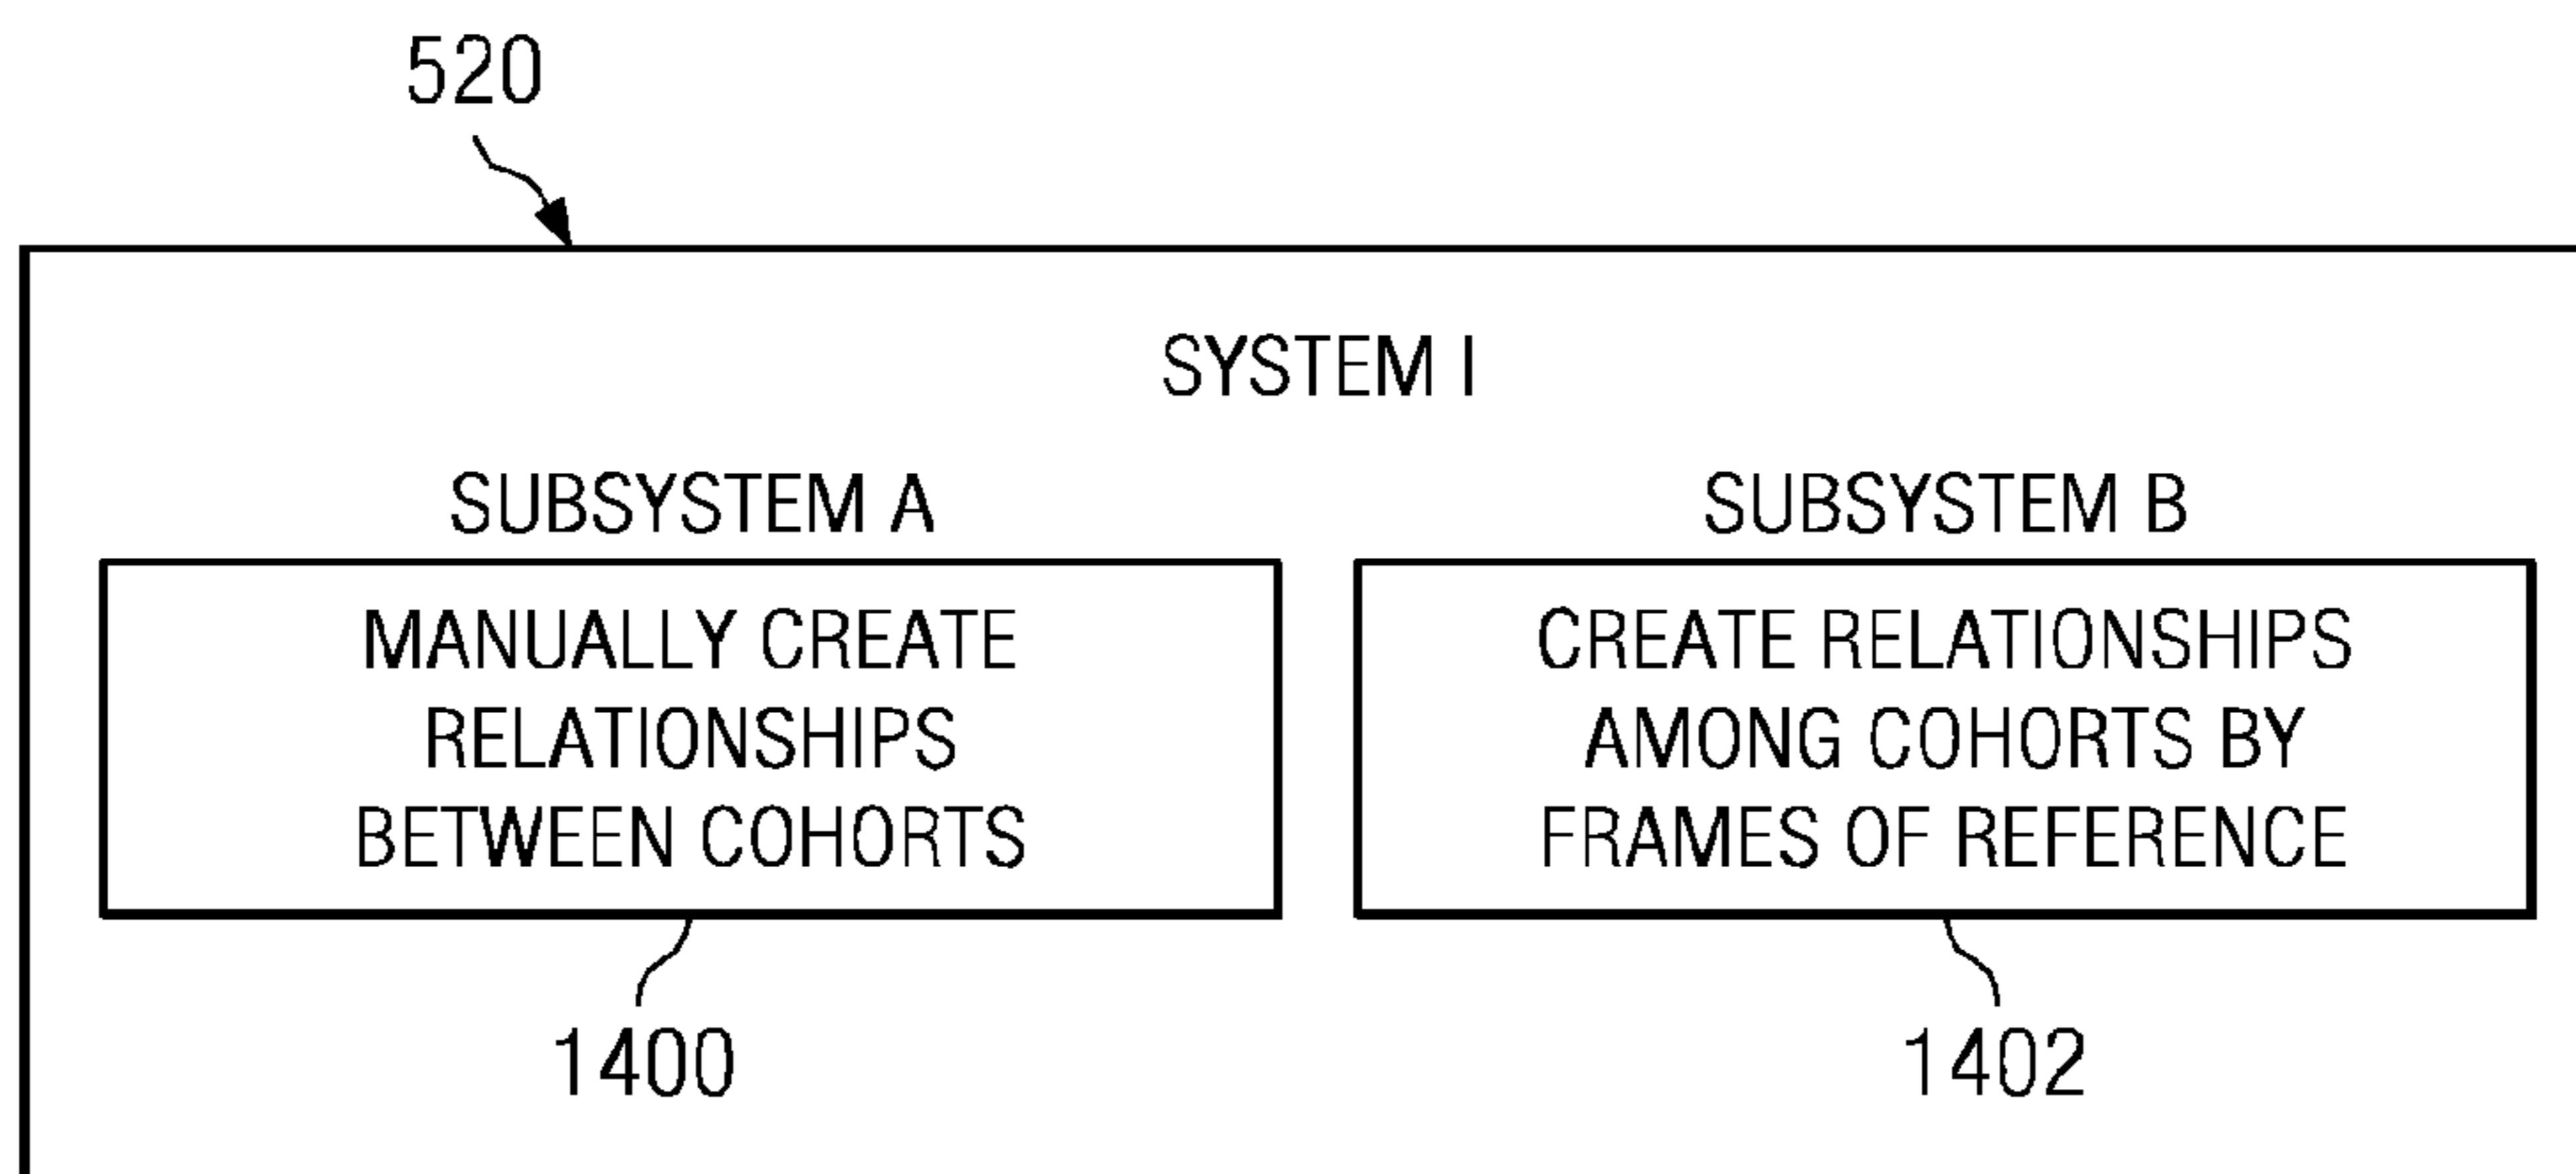 520
SYSTEM I
SUBSYSTEM A
MANUALLY CREATE
RELATIONSHIPS
BETWEEN COHORTS
1400
SUBSYSTEM B
CREATE RELATIONSHIPS
AMONG COHORTS BY
FRAMES OF REFERENCE
1402